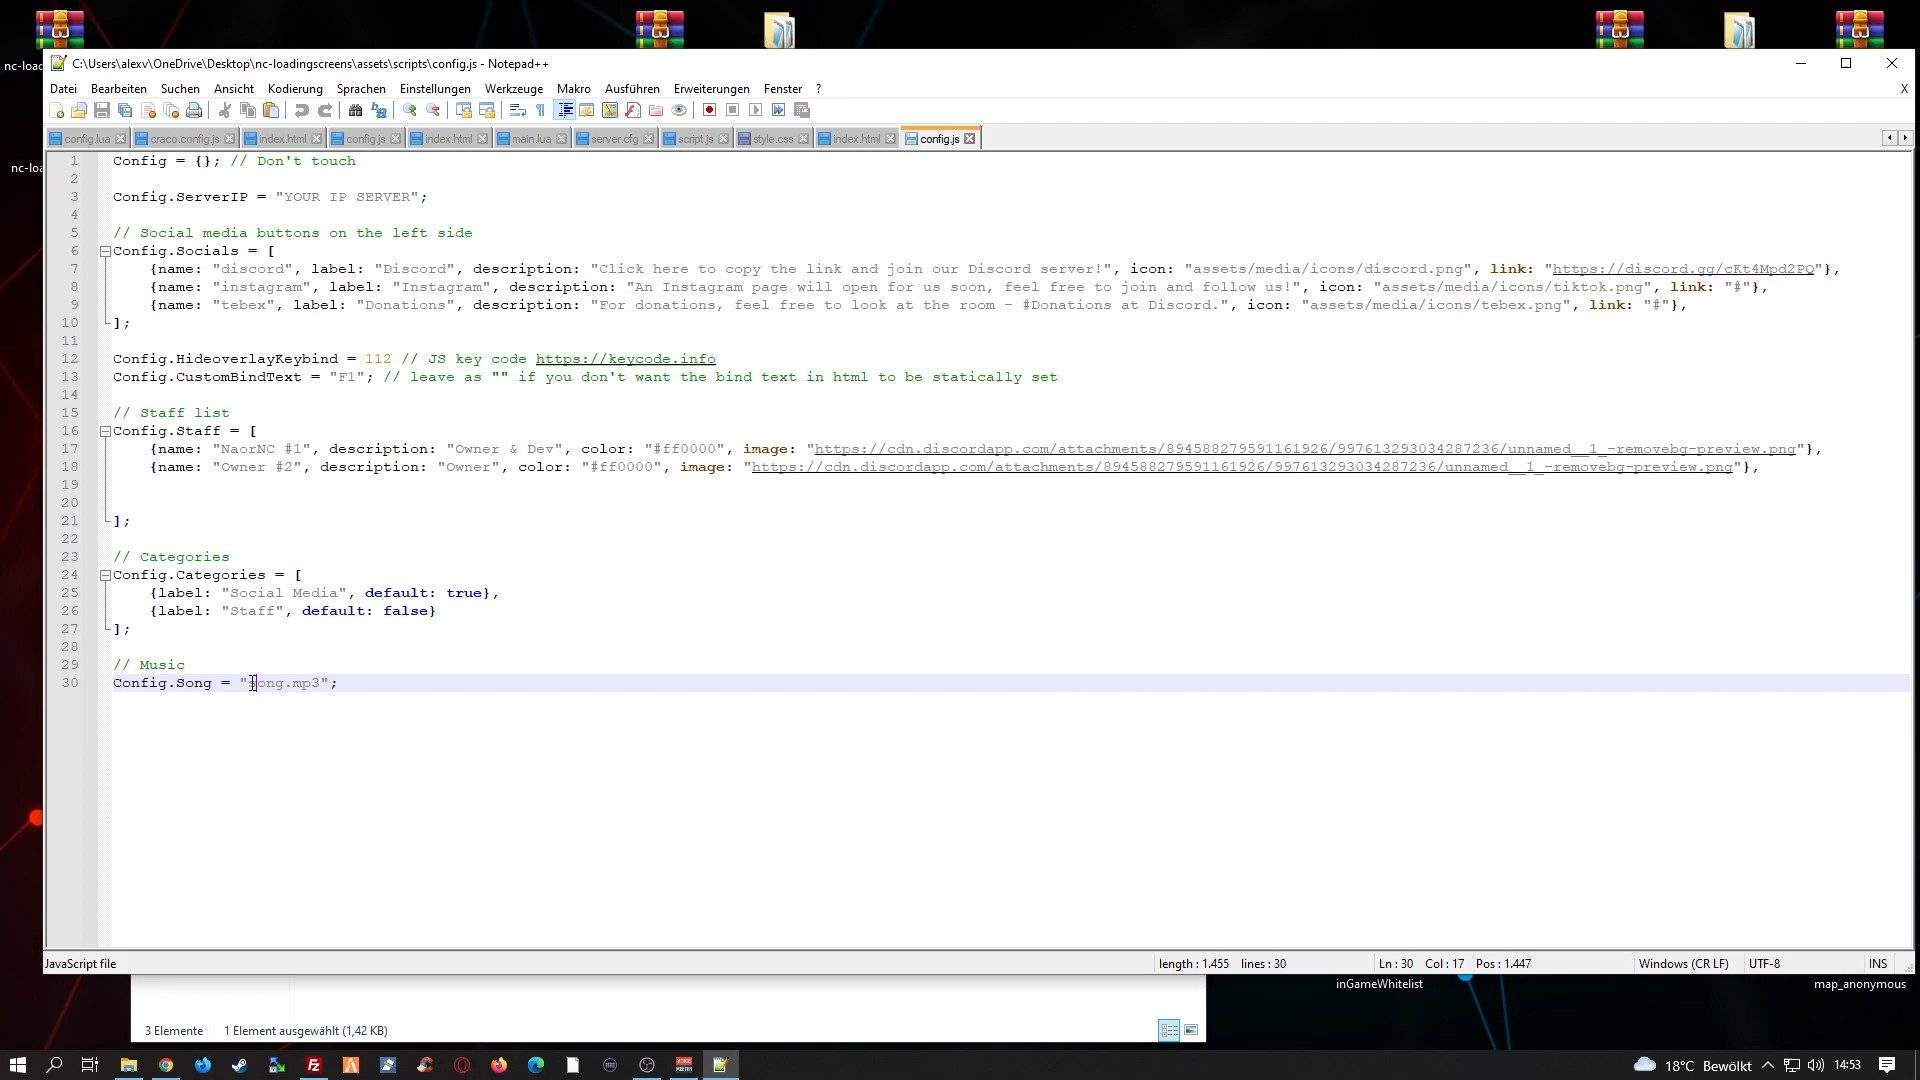 nc-load
nc-loa
C:\Users\alexv\OneDrive\Desktop\nc-loadingscreens\assets\scripts\config.js - Notepad++
Datei Bearbeiten Suchen Ansicht Kodierung Sprachen Einstellungen Werkzeuge Makro Ausführen Erweiterungen Fenster ? X
config.lua craco.config.js index.html config.js index.html main.lua server.cfg script.js style.css index.html config.js
1 Config = {}; // Don't touch
2
3 Config.ServerIP = "YOUR IP SERVER";
4
5 // Social media buttons on the left side
6 Config.Socials = [
7 {name: "discord", label: "Discord", description: "Click here to copy the link and join our Discord server!", icon: "assets/media/icons/discord.png", link: "https://discord.gg/cKt4Mpd2PQ"},
8 {name: "instagram", label: "Instagram", description: "An Instagram page will open for us soon, feel free to join and follow us!", icon: "assets/media/icons/tiktok.png", link: "#"},
9 {name: "tebex", label: "Donations", description: "For donations, feel free to look at the room - #Donations at Discord.", icon: "assets/media/icons/tebex.png", link: "#"},
10 ];
11
12 Config.HideoverlayKeybind = 112 // JS key code https://keycode.info
13 Config.CustomBindText = "F1"; // leave as "" if you don't want the bind text in html to be statically set
14
15 // Staff list
16 Config.Staff = [
17 {name: "NaorNC #1", description: "Owner & Dev", color: "#ff0000", image: "https://cdn.discordapp.com/attachments/894588279591161926/997613293034287236/unnamed__1_-removebg-preview.png"},
18 {name: "Owner #2", description: "Owner", color: "#ff0000", image: "https://cdn.discordapp.com/attachments/894588279591161926/997613293034287236/unnamed__1_-removebg-preview.png"},
19
20
21 ];
22
23 // Categories
24 Config.Categories = [
25 {label: "Social Media", default: true},
26 {label: "Staff", default: false}
27 ];
28
29 // Music
30 Config.Song = "song.mp3";
JavaScript file length : 1.455 lines : 30 Ln : 30 Col : 17 Pos : 1.447 Windows (CR LF) UTF-8 INS
inGameWhitelist map_anonymous
3 Elemente 1 Element ausgewählt (1,42 KB)
18°C Bewölkt 14:53